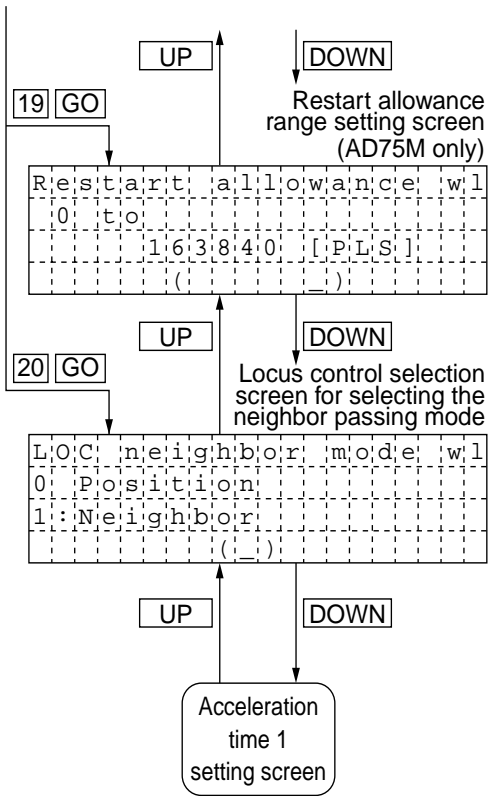 UP DOWN
19 GO
Restart allowance
range setting screen
(AD75M only)
Restart allowance wl
0 to
163840 [PLS]
( _)
UP DOWN
20 GO
Locus control selection
screen for selecting the
neighbor passing mode
LOC neighbor mode wl
0 Position
1:Neighbor
(_)
UP DOWN
Acceleration
time 1
setting screen